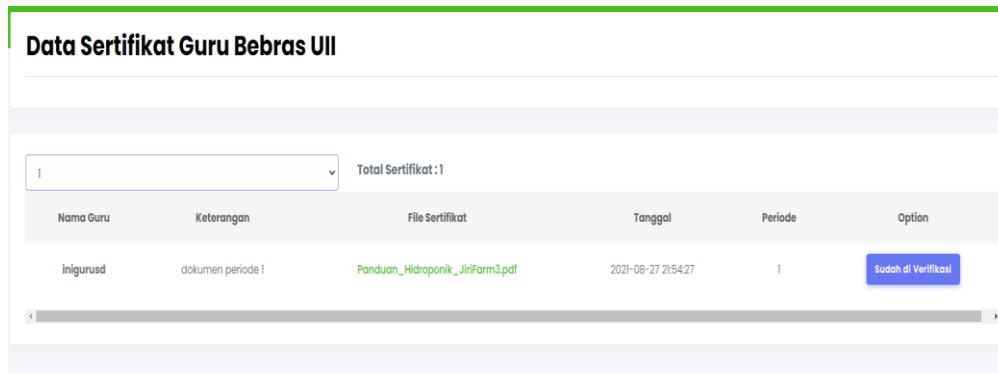 Data Sertifikat Guru Bebras UII
1 Total Sertifikat : 1
Nama Guru Keterangan File Sertifikat Tanggal Periode Option
inigurusd dokumen periode 1 Panduan_Hidroponik_JiriFarm3.pdf 2021-08-27 21:54:27 1 Sudah di Verifikasi